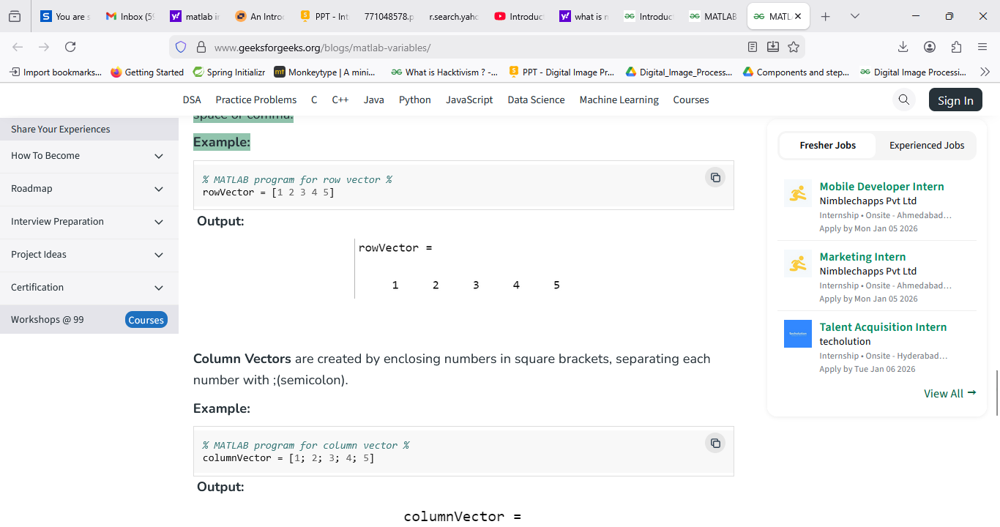 You are s
Inbox (5
matlab i
An Intro
PPT - Int
771048578.p
r.search.yah
Introduc
what is n
Introduc
MATLAB
MATL
www.geeksforgeeks.org/blogs/matlab-variables/
Import bookmarks...
Getting Started
Spring Initializr
Monkeytype | A mini...
What is Hacktivism ? -...
PPT - Digital Image Pr...
Digital_Image_Process...
Components and step...
Digital Image Processi...
DSA
Practice Problems
C
C++
Java
Python
JavaScript
Data Science
Machine Learning
Courses
Sign In
Share Your Experiences
How To Become
Roadmap
Interview Preparation
Project Ideas
Certification
Workshops @ 99
Courses
space or comma.
Example:
% MATLAB program for row vector %
rowVector = [1 2 3 4 5]
Output:
rowVector =
1 2 3 4 5
Column Vectors are created by enclosing numbers in square brackets, separating each
number with ;(semicolon).
Example:
% MATLAB program for column vector %
columnVector = [1; 2; 3; 4; 5]
Output:
columnVector =
Fresher Jobs
Experienced Jobs
Mobile Developer Intern
Nimblechapps Pvt Ltd
Internship • Onsite - Ahmedabad...
Apply by Mon Jan 05 2026
Marketing Intern
Nimblechapps Pvt Ltd
Internship • Onsite - Ahmedabad...
Apply by Mon Jan 05 2026
Talent Acquisition Intern
techolution
Internship • Onsite - Hyderabad...
Apply by Tue Jan 06 2026
View All